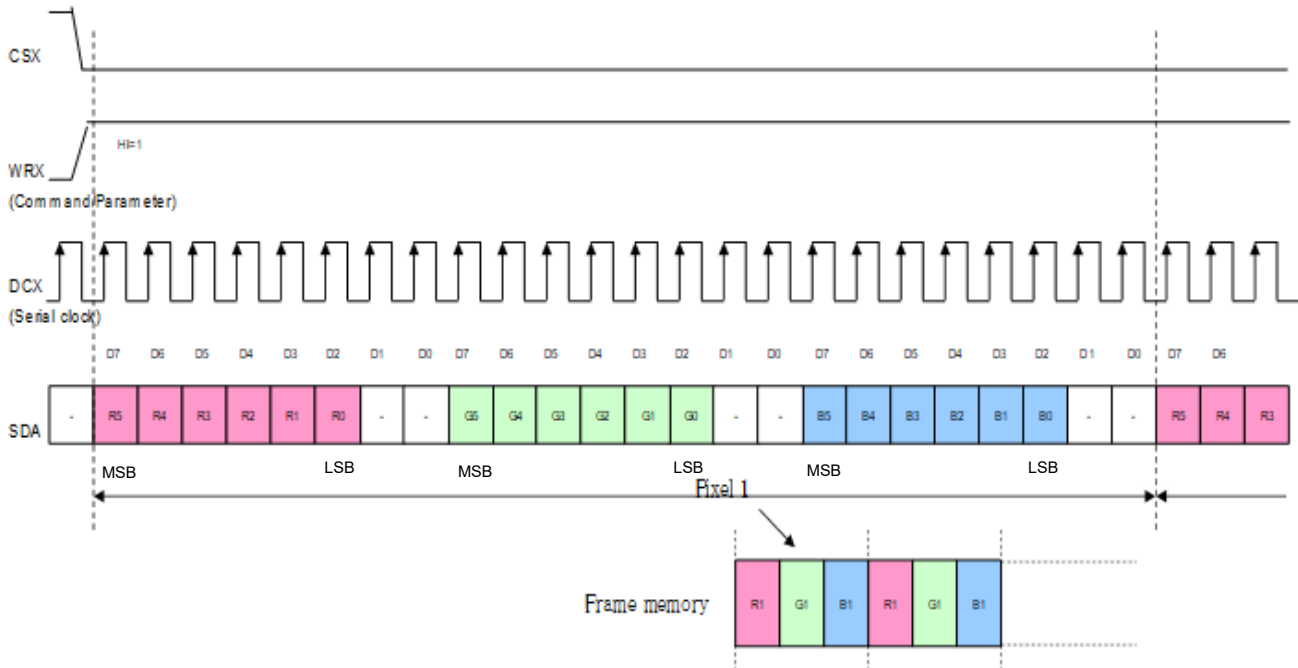 CSX
HI=1
WRX
(Command/Parameter)
DCX
(Serial clock)
D7 D6 D5 D4 D3 D2 D1 D0 D7 D6 D5 D4 D3 D2 D1 D0 D7 D6 D5 D4 D3 D2 D1 D0 D7 D6
SDA - R5 R4 R3 R2 R1 R0 - - G5 G4 G3 G2 G1 G0 - - B5 B4 B3 B2 B1 B0 - - R5 R4 R3
MSB LSB MSB LSB MSB LSB
Pixel 1
Frame memory R1 G1 B1 R1 G1 B1